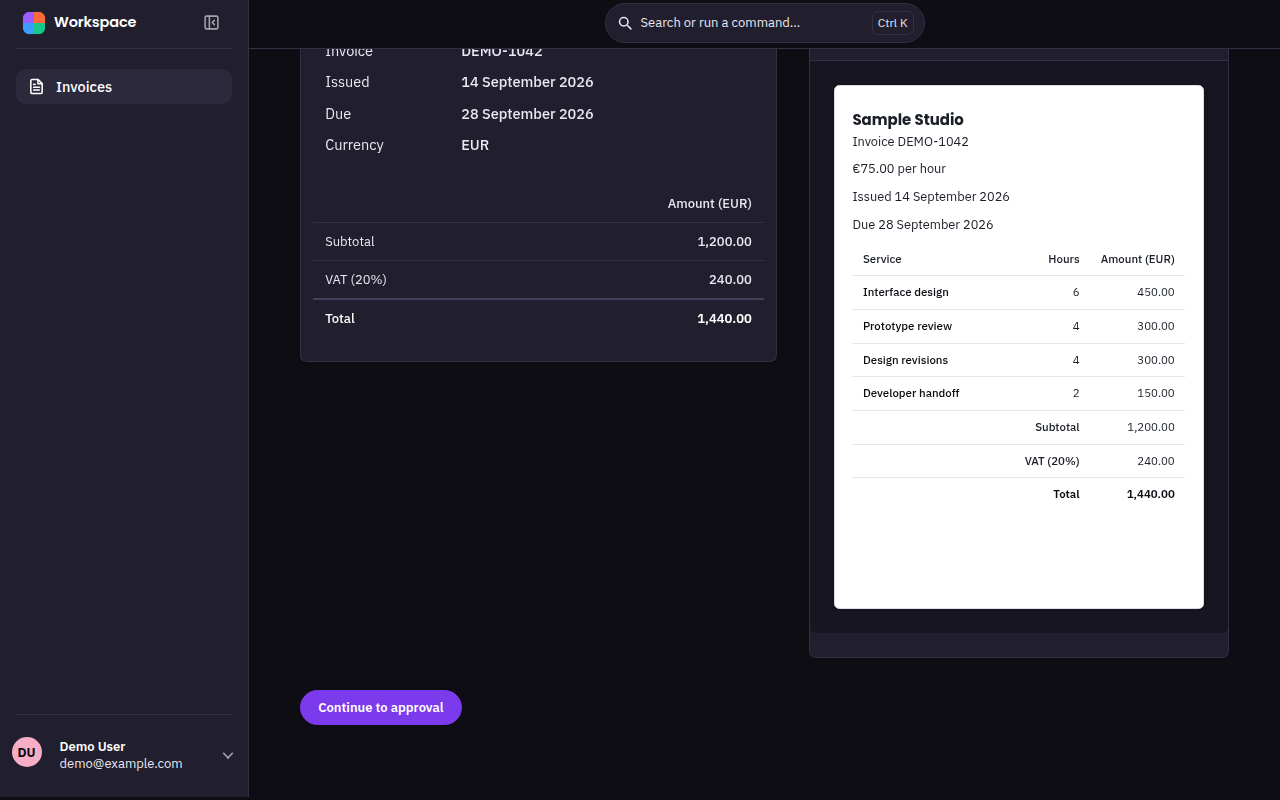 Workspace
Search or run a command...
Ctrl K
Invoices
Invoice DEMO-1042
Issued 14 September 2026
Due 28 September 2026
Currency EUR
Amount (EUR)
Subtotal 1,200.00
VAT (20%) 240.00
Total 1,440.00
Sample Studio
Invoice DEMO-1042
€75.00 per hour
Issued 14 September 2026
Due 28 September 2026
Service Hours Amount (EUR)
Interface design 6 450.00
Prototype review 4 300.00
Design revisions 4 300.00
Developer handoff 2 150.00
Subtotal 1,200.00
VAT (20%) 240.00
Total 1,440.00
Continue to approval
DU
Demo User
demo@example.com